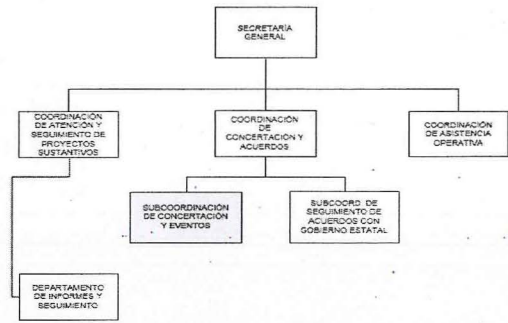 SECRETARÍA
GENERAL
COORDINACIÓN
DE ATENCIÓN Y
SEGUIMIENTO DE
PROYECTOS
SUSTANTIVOS
COORDINACIÓN
DE
CONCERTACIÓN Y
ACUERDOS
COORDINACIÓN
DE ASISTENCIA
OPERATIVA
SUBCOORDINACIÓN
DE CONCERTACIÓN
Y EVENTOS
SUBCOORD DE
SEGUIMIENTO DE
ACUERDOS CON
GOBIERNO ESTATAL
DEPARTAMENTO
DE INFORMES Y
SEGUIMIENTO